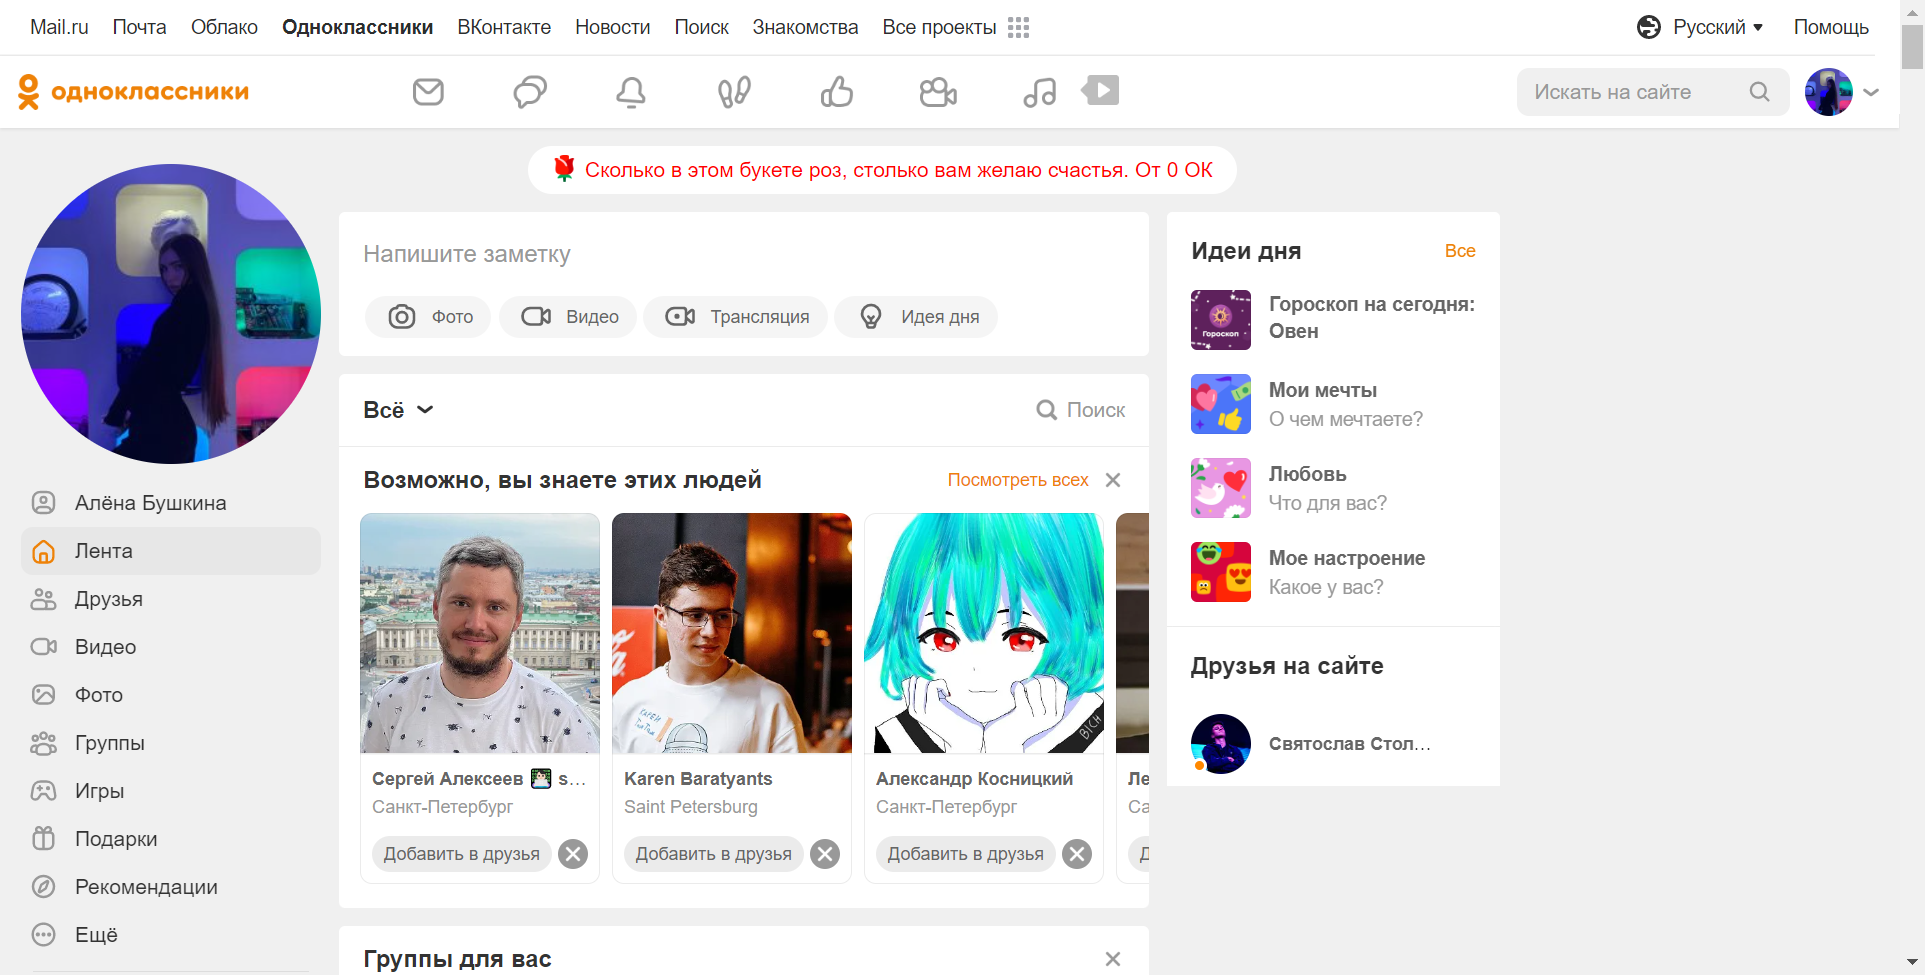 Mail.ru Почта Облако Одноклассники ВКонтакте Новости Поиск Знакомства Все проекты Русский Помощь
одноклассники Искать на сайте
Сколько в этом букете роз, столько вам желаю счастья. От 0 ОК
Алёна Бушкина
Лента
Друзья
Видео
Фото
Группы
Игры
Подарки
Рекомендации
Ещё
Напишите заметку
Фото Видео Трансляция Идея дня
Всё Поиск
Возможно, вы знаете этих людей Посмотреть всех
BICH
Сергей Алексеев s…
Санкт-Петербург
Добавить в друзья
Karen Baratyants
Saint Petersburg
Добавить в друзья
Александр Косницкий
Санкт-Петербург
Добавить в друзья
Ле
Са
Группы для вас
Идеи дня Все
Гороскоп
Гороскоп на сегодня:
Овен
Мои мечты
О чем мечтаете?
Любовь
Что для вас?
Мое настроение
Какое у вас?
Друзья на сайте
Святослав Стол…